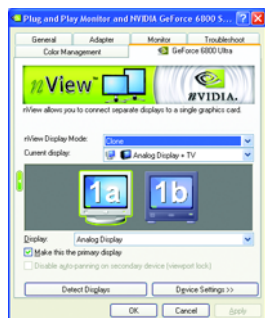 Plug and Play Monitor and NVIDIA GeForce 6800 S...
General Adapter Monitor Troubleshoot
Color Management GeForce 6800 Ultra
nView
NVIDIA.
nView allows you to connect separate displays to a single graphics card.
nView Display Mode: Clone
Current display: Analog Display + TV
1a 1b
Display: Analog Display
Make this the primary display
Disable auto-panning on secondary device (viewport lock)
Detect Displays Device Settings >>
OK Cancel Apply